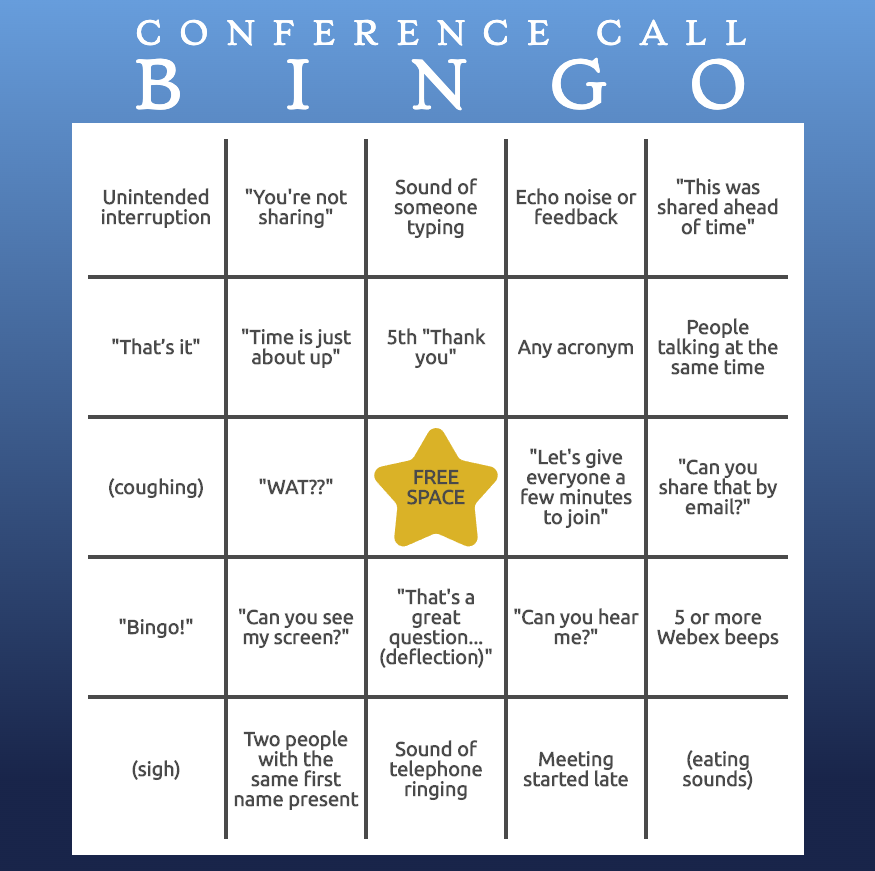 CONFERENCE CALL
BINGO
Unintended
interruption
"You're not
sharing"
Sound of
someone
typing
Echo noise or
feedback
"This was
shared ahead
of time"
"That’s it"
"Time is just
about up"
5th "Thank
you"
Any acronym
People
talking at the
same time
(coughing)
"WAT??"
FREE
SPACE
"Let's give
everyone a
few minutes
to join"
"Can you
share that by
email?"
"Bingo!"
"Can you see
my screen?"
"That's a
great
question...
(deflection)"
"Can you hear
me?"
5 or more
Webex beeps
(sigh)
Two people
with the
same first
name present
Sound of
telephone
ringing
Meeting
started late
(eating
sounds)